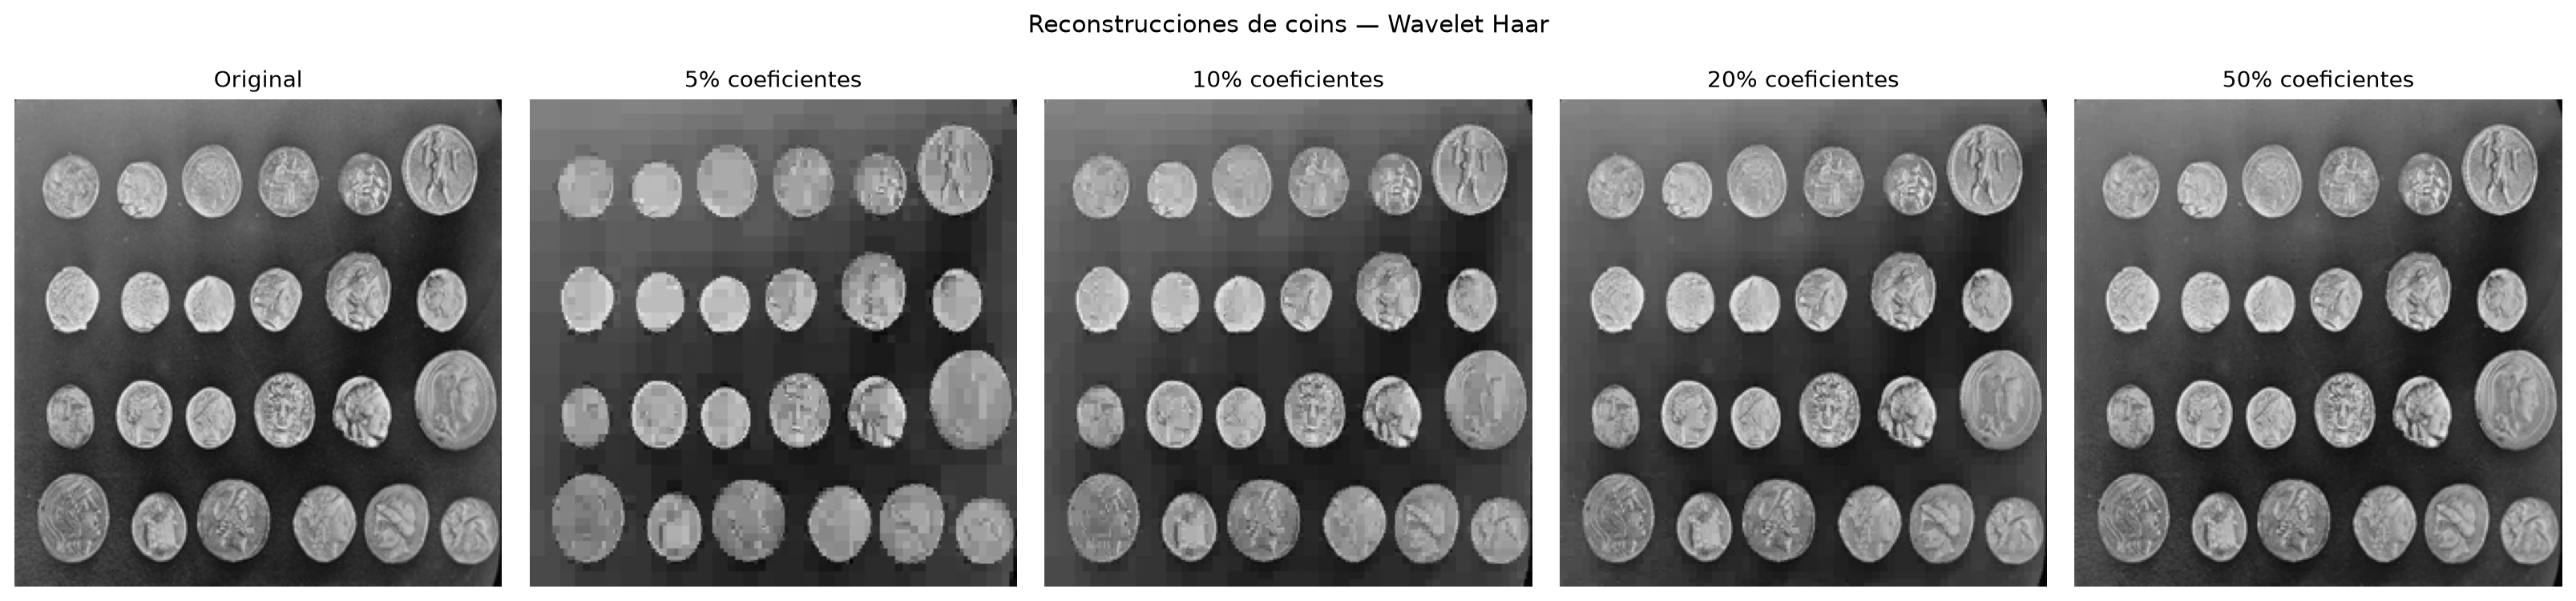 Reconstrucciones de coins — Wavelet Haar
Original
5% coeficientes
10% coeficientes
20% coeficientes
50% coeficientes